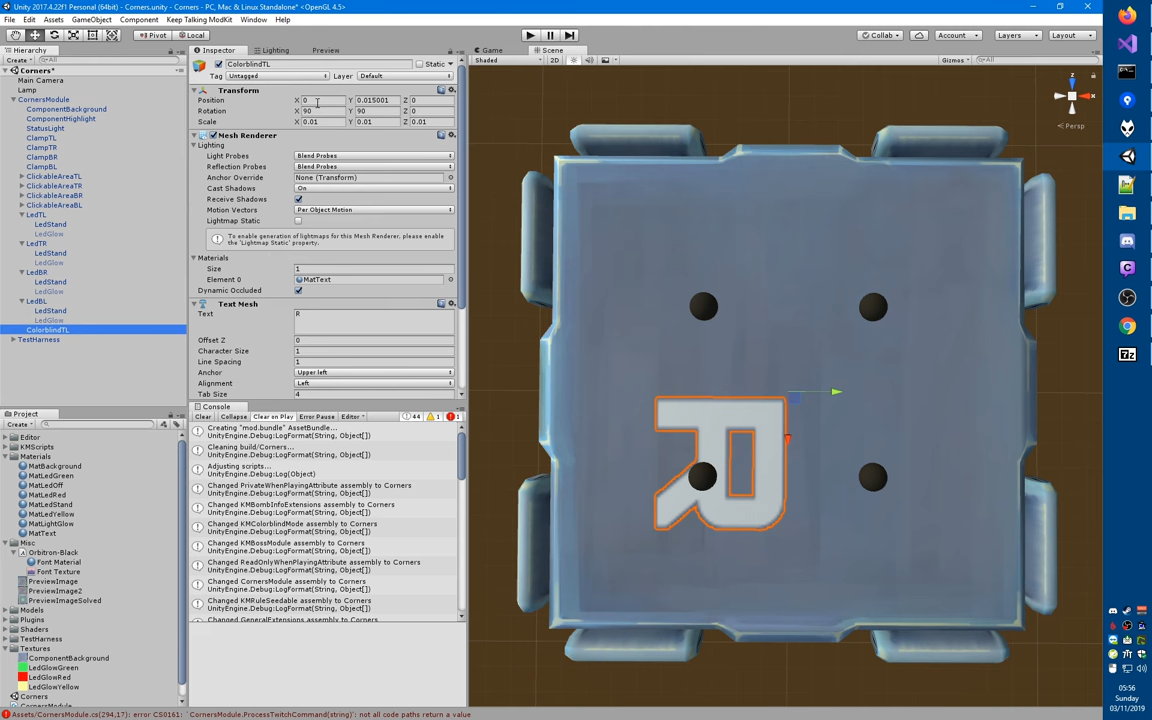 Unity 2017.4.22f1 Personal (64bit) - Corners.unity - Corners - PC, Mac & Linux Standalone* <OpenGL 4.5>
File Edit Assets GameObject Component Keep Talking ModKit Window Help
Pivot Local Collab Account Layers Layout
Hierarchy
Create All
Corners*
Main Camera
Lamp
CornersModule
ComponentBackground
ComponentHighlight
StatusLight
ClampTL
ClampTR
ClampBR
ClampBL
ClickableAreaTL
ClickableAreaTR
ClickableAreaBR
ClickableAreaBL
LedTL
LedStand
LedGlow
LedTR
LedStand
LedGlow
LedBR
LedStand
LedGlow
LedBL
LedStand
LedGlow
ColorblindTL
TestHarness
Project
Create
Editor
KMScripts
Materials
MatBackground
MatLedGreen
MatLedOff
MatLedRed
MatLedYellow
MatLightGlow
MatText
Misc
Orbitron-Black
Font Material
Font Texture
PreviewImage
PreviewImage2
PreviewImageSolved
Models
Plugins
Shaders
TestHarness
Textures
ComponentBackground
LedGlowGreen
LedGlowRed
LedGlowYellow
Corners
CornersModule
Inspector Lighting Preview
ColorblindTL Static
Tag Untagged Layer Default
Transform
Position X 0 Y 0.015001 Z 0
Rotation X 90 Y 90 Z 0
Scale X 0.01 Y 0.01 Z 0.01
Mesh Renderer
Lighting
Light Probes Blend Probes
Reflection Probes Blend Probes
Anchor Override None (Transform)
Cast Shadows On
Receive Shadows
Motion Vectors Per Object Motion
Lightmap Static
To enable generation of lightmaps for this Mesh Renderer, please enable
the 'Lightmap Static' property.
Materials
Size 1
Element 0 MatText
Dynamic Occluded
Text Mesh
Text R
Offset Z 0
Character Size 1
Line Spacing 1
Anchor Upper left
Alignment Left
Tab Size 4
Console
Clear Collapse Clear on Play Error Pause Editor 44 1 1
Creating "mod.bundle" AssetBundle...
UnityEngine.Debug:LogFormat(String, Object[])
Cleaning build/Corners...
UnityEngine.Debug:LogFormat(String, Object[])
Adjusting scripts...
UnityEngine.Debug:Log(Object)
Changed PrivateWhenPlayingAttribute assembly to Corners
UnityEngine.Debug:LogFormat(String, Object[])
Changed KMBombInfoExtensions assembly to Corners
UnityEngine.Debug:LogFormat(String, Object[])
Changed KMColorblindMode assembly to Corners
UnityEngine.Debug:LogFormat(String, Object[])
Changed KMBossModule assembly to Corners
UnityEngine.Debug:LogFormat(String, Object[])
Changed ReadOnlyWhenPlayingAttribute assembly to Corners
UnityEngine.Debug:LogFormat(String, Object[])
Changed CornersModule assembly to Corners
UnityEngine.Debug:LogFormat(String, Object[])
Changed KMRuleSeedable assembly to Corners
UnityEngine.Debug:LogFormat(String, Object[])
Changed GeneralExtensions assembly to Corners
Game Scene
Shaded 2D Gizmos All
z
Persp
R
05:56
Sunday
03/11/2019
Assets/CornersModule.cs(294,17): error CS0161: `CornersModule.ProcessTwitchCommand(string)': not all code paths return a value